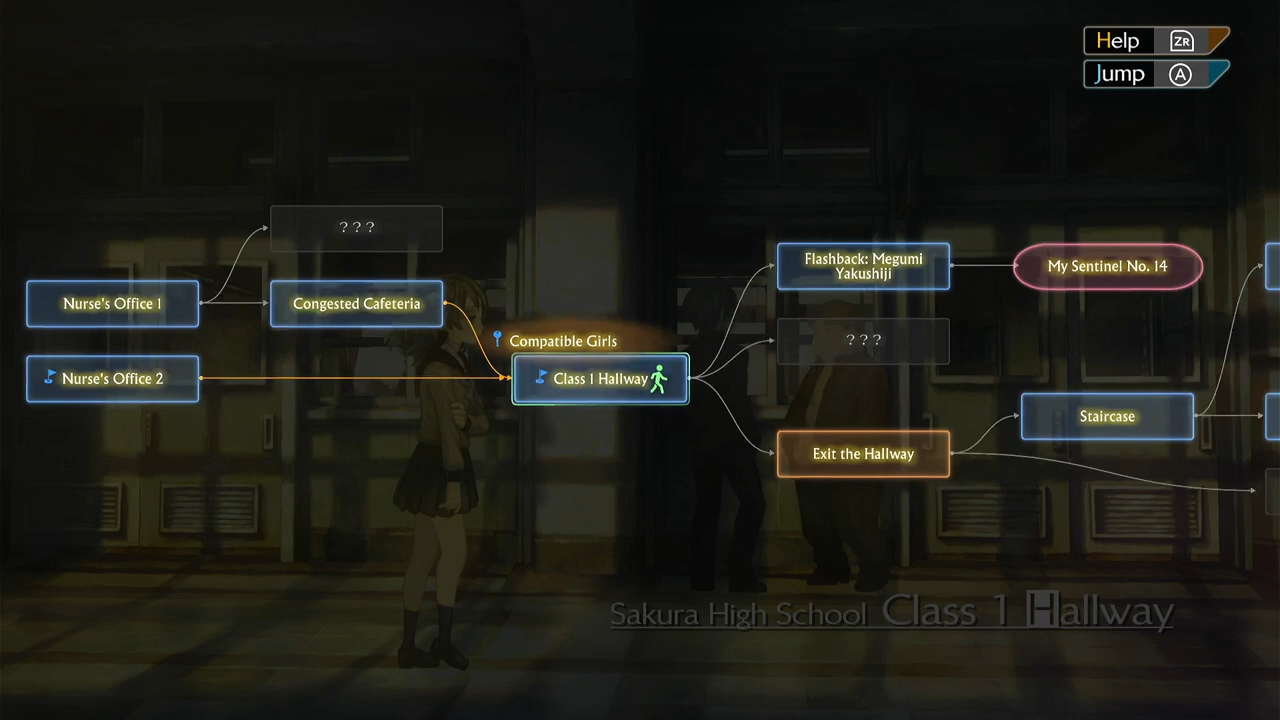 Help ZR
Jump A
? ? ?
Nurse's Office 1
Congested Cafeteria
Nurse's Office 2
Compatible Girls
Class 1 Hallway
Flashback: Megumi
Yakushiji
My Sentinel No. 14
? ? ?
Exit the Hallway
Staircase
Sakura High School Class 1 Hallway